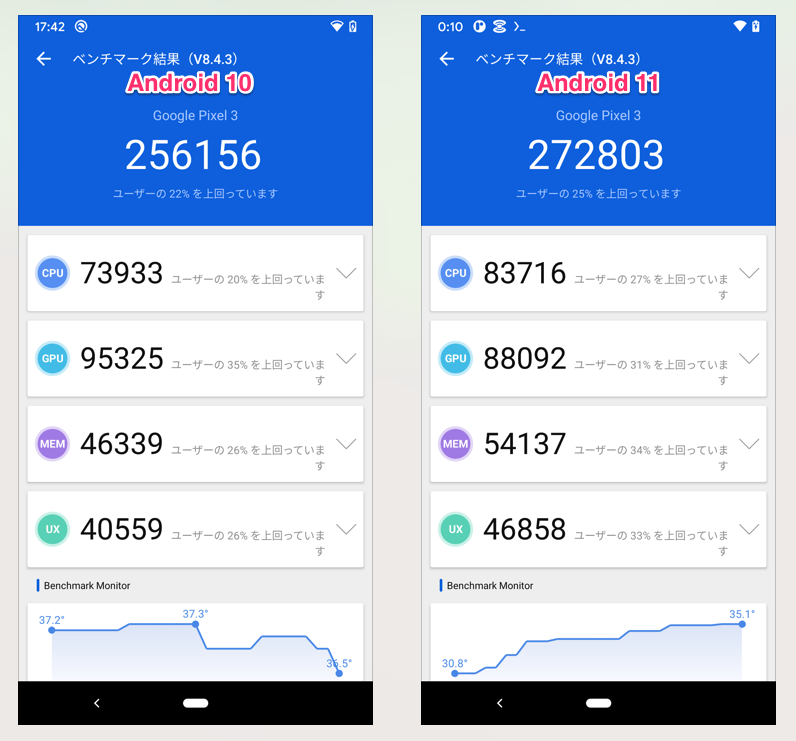 17:42
ベンチマーク結果（V8.4.3）
Android 10
Google Pixel 3
256156
ユーザーの 22% を上回っています
CPU 73933 ユーザーの 20% を上回っていま
す
GPU 95325 ユーザーの 35% を上回っていま
す
MEM 46339 ユーザーの 26% を上回っていま
す
UX 40559 ユーザーの 26% を上回っていま
す
Benchmark Monitor
37.2°
37.3°
36.5°
0:10
ベンチマーク結果（V8.4.3）
Android 11
Google Pixel 3
272803
ユーザーの 25% を上回っています
CPU 83716 ユーザーの 27% を上回っていま
す
GPU 88092 ユーザーの 31% を上回っていま
す
MEM 54137 ユーザーの 34% を上回っていま
す
UX 46858 ユーザーの 33% を上回っていま
す
Benchmark Monitor
30.8°
35.1°